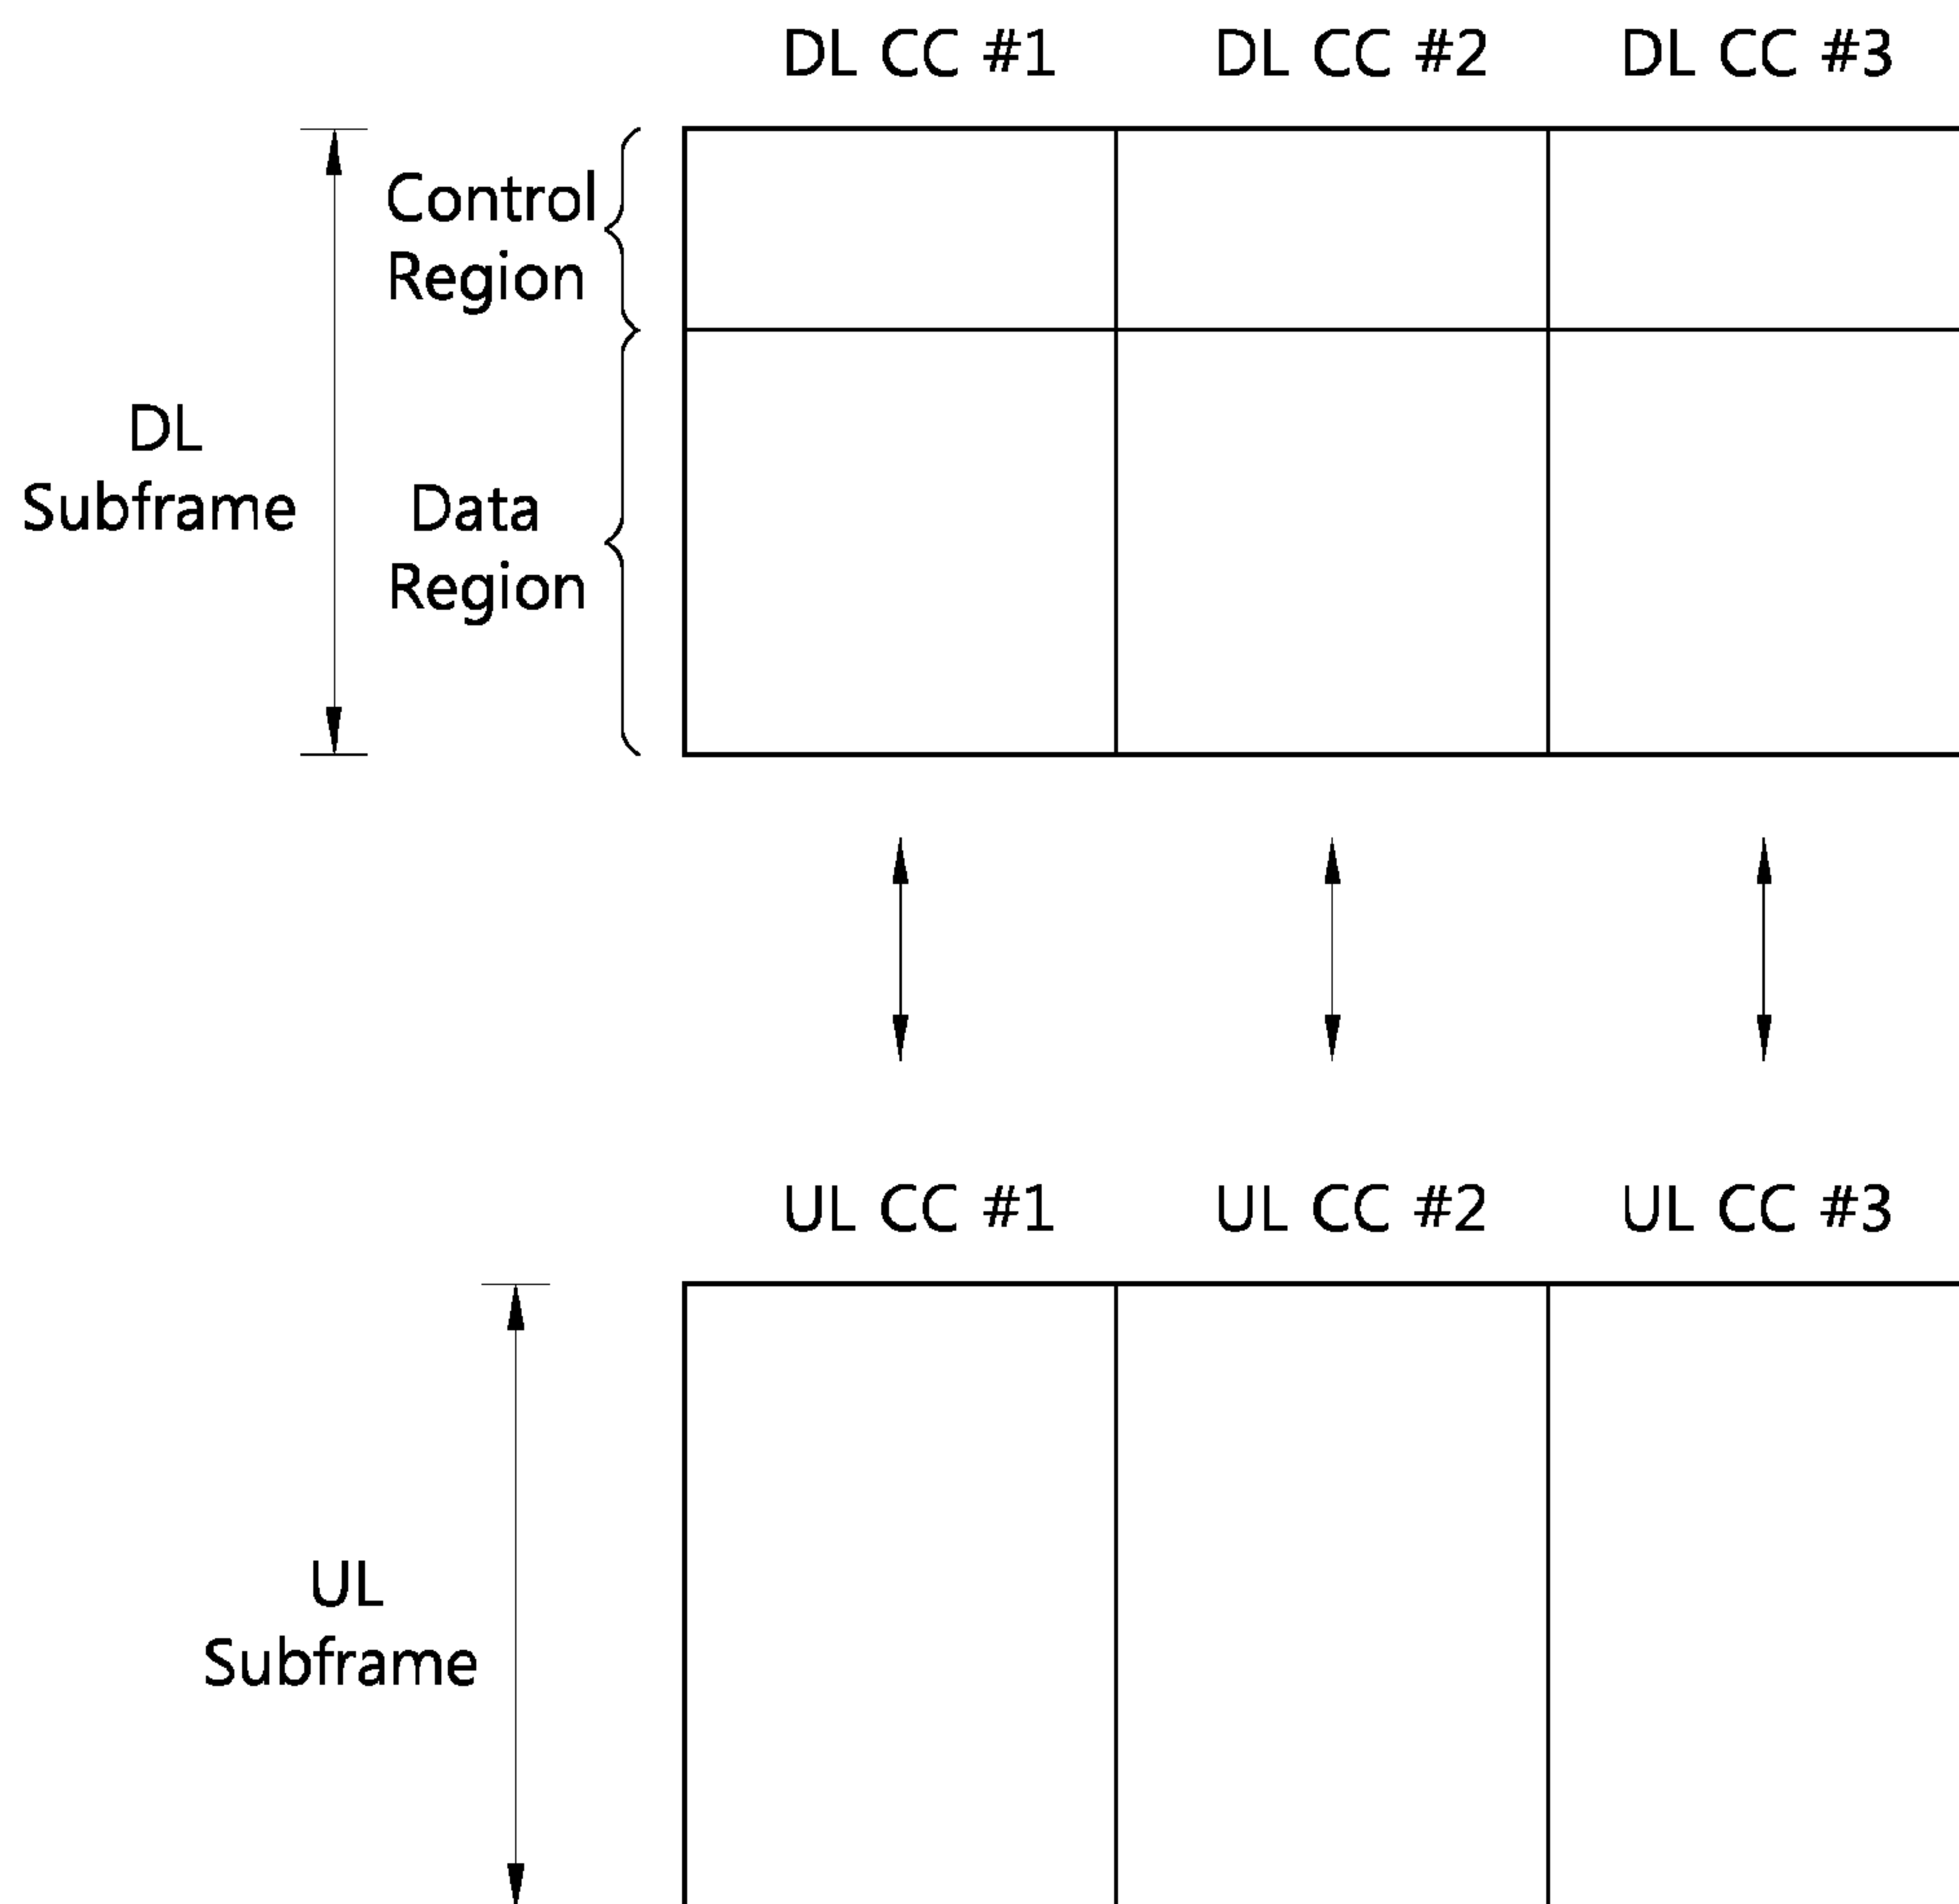 DL CC #1
DL CC #2
DL CC #3
Control
Region
DL
Subframe
Data
Region
UL CC #1
UL CC #2
UL CC #3
UL
Subframe